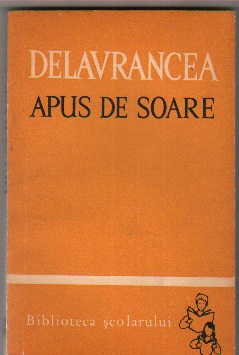 DELAVRANCEA
APUS DE SOARE
Biblioteca școlarului